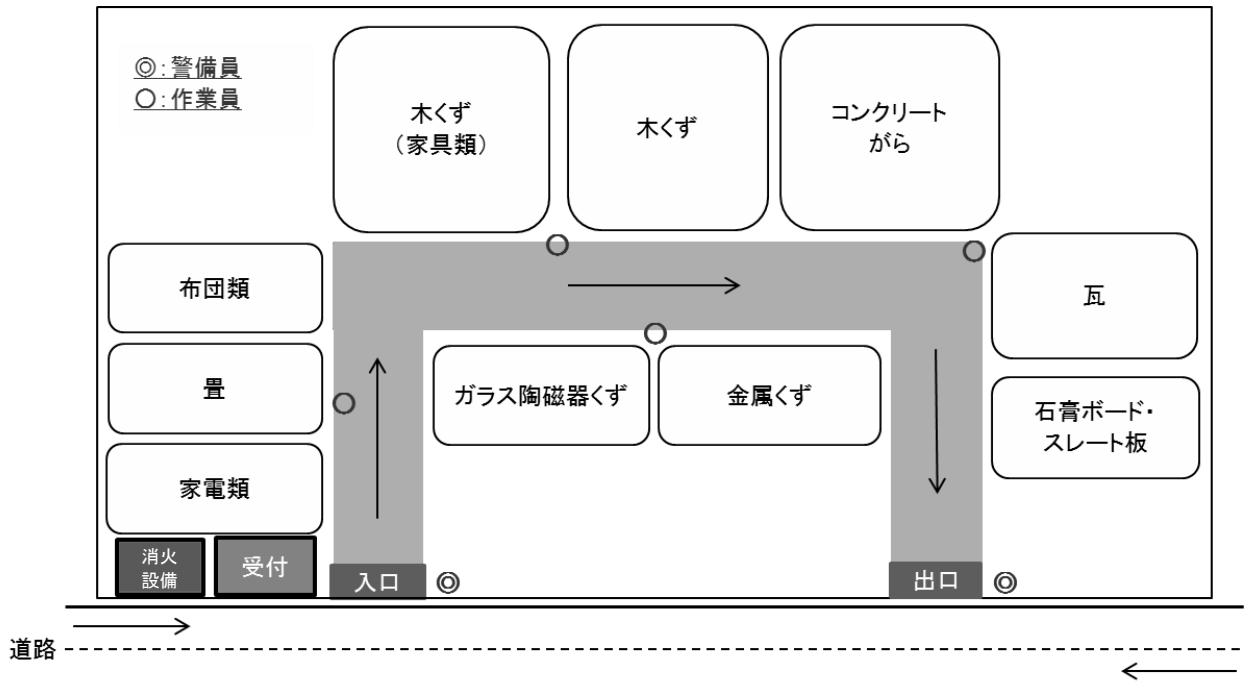 ◎:警備員
○:作業員
木くず
(家具類)
木くず
コンクリート
がら
布団類
瓦
畳
ガラス陶磁器くず
金属くず
石膏ボード・
スレート板
家電類
消火
設備
受付
入口
出口
道路